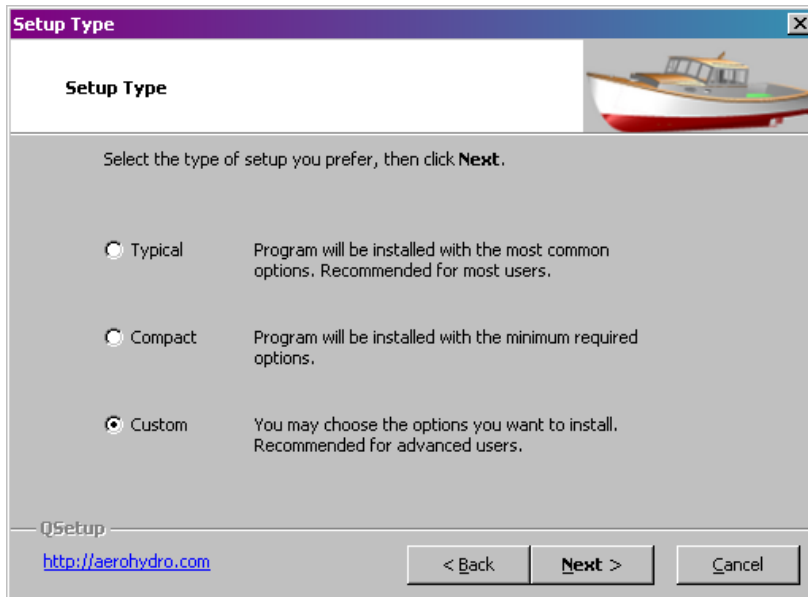 Setup Type
Setup Type
Select the type of setup you prefer, then click Next.
Typical
Program will be installed with the most common
options. Recommended for most users.
Compact
Program will be installed with the minimum required
options.
Custom
You may choose the options you want to install.
Recommended for advanced users.
QSetup
http://aerohydro.com
< Back
Next >
Cancel